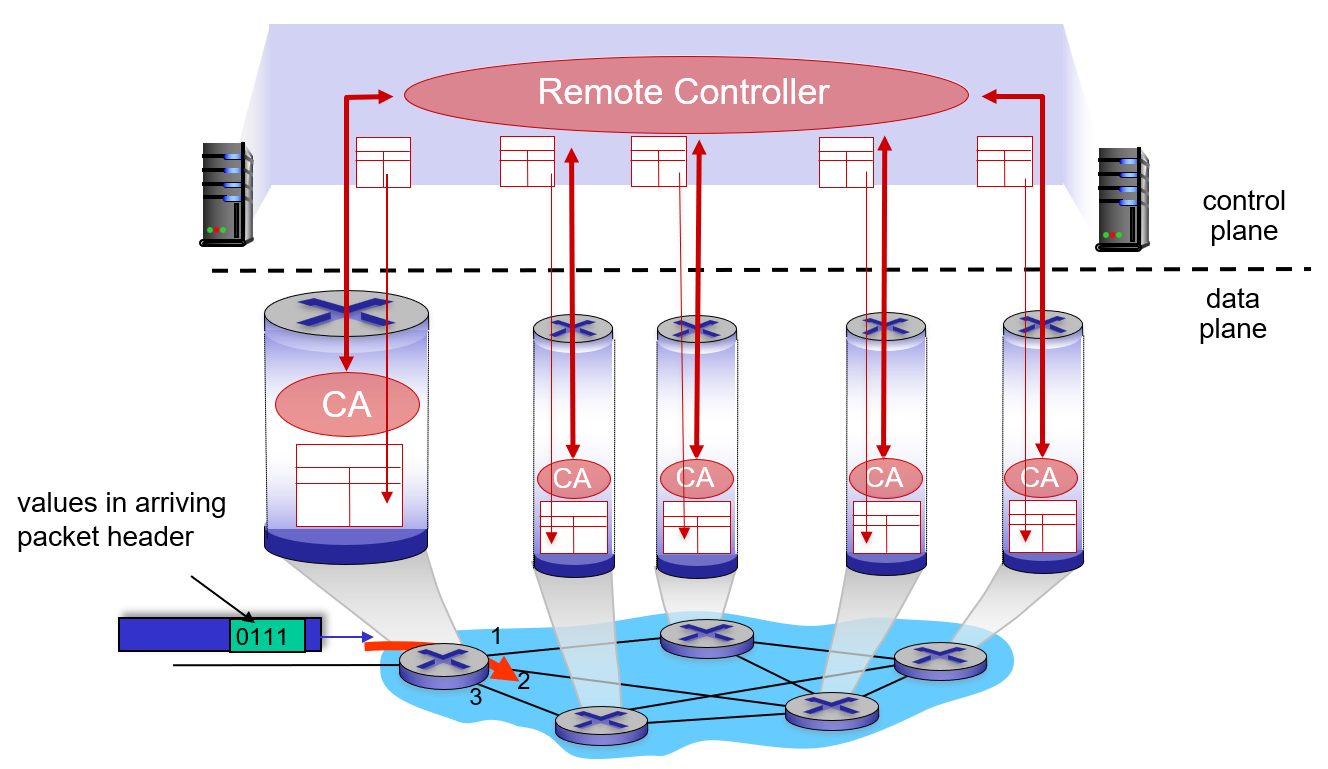 Remote Controller
control
plane
data
plane
CA
CA
CA
CA
CA
values in arriving
packet header
0111
1
2
3